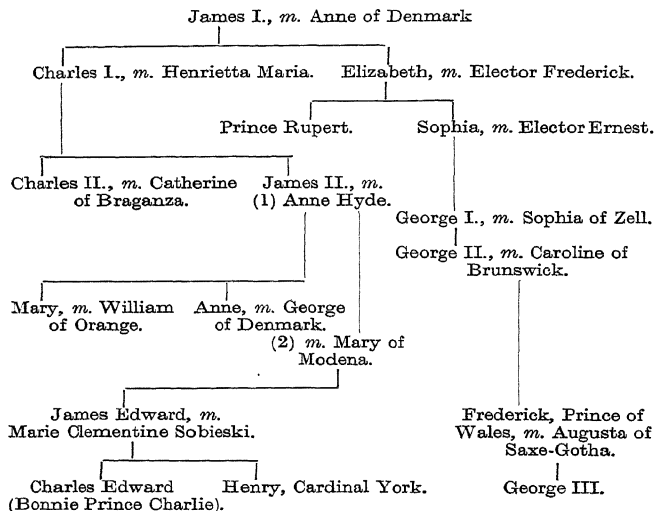 James I., m. Anne of Denmark
Charles I., m. Henrietta Maria.
Elizabeth, m. Elector Frederick.
Prince Rupert.
Sophia, m. Elector Ernest.
Charles II., m. Catherine
of Braganza.
James II., m.
(1) Anne Hyde.
George I., m. Sophia of Zell.
George II., m. Caroline of
Brunswick.
Mary, m. William
of Orange.
Anne, m. George
of Denmark.
(2) m. Mary of
Modena.
James Edward, m.
Marie Clementine Sobieski.
Frederick, Prince of
Wales, m. Augusta of
Saxe-Gotha.
Charles Edward
(Bonnie Prince Charlie).
Henry, Cardinal York.
George III.